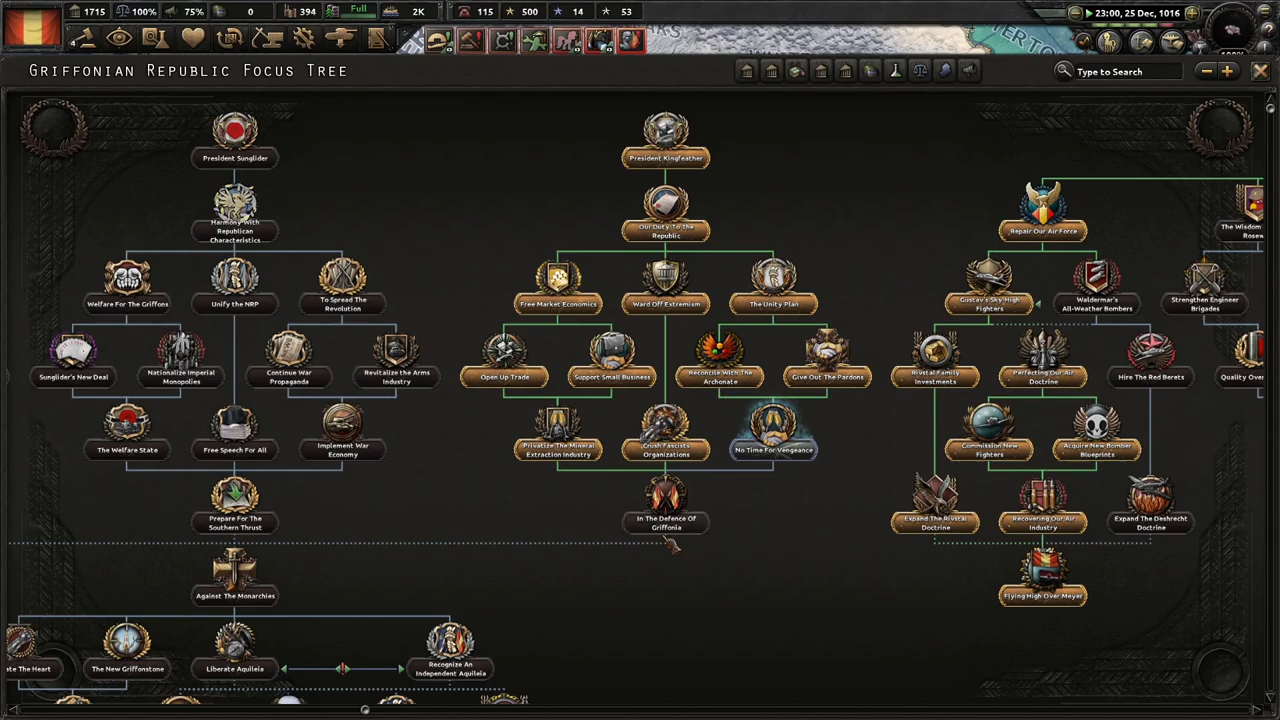 1715
100%
75%
0
394
Full
2K
115
500
14
53
23:00, 25 Dec, 1016
100%
GRIFFONIAN REPUBLIC FOCUS TREE
Type to Search
President Sunglider
President Kingfeather
Harmony With
Republican
Characteristics
Our Duty To The
Republic
Repair Our Air Force
The Wisdom
Rosew
Welfare For The Griffons
Unify the NRP
To Spread The
Revolution
Free Market Economics
Ward Off Extremism
The Unity Plan
Gustav's Sky-High
Fighters
Waldermar's
All-Weather Bombers
Strengthen Engineer
Brigades
Sunglider's New Deal
Nationalize Imperial
Monopolies
Continue War
Propaganda
Revitalize the Arms
Industry
Open Up Trade
Support Small Business
Reconcile With The
Archonate
Give Out The Pardons
Rivstal Family
Investments
Perfecting Our Air
Doctrine
Hire The Red Berets
Quality Over
The Welfare State
Free Speech For All
Implement War
Economy
Privatize The Mineral
Extraction Industry
Crush Fascists
Organizations
No Time For Vengeance
Commission New
Fighters
Acquire New Bomber
Blueprints
Prepare For The
Southern Thrust
In The Defence Of
Griffonia
Expand The Rivstal
Doctrine
Recovering Our Air
Industry
Expand The Deshrecht
Doctrine
Against The Monarchies
Flying High Over Meyer
ate The Heart
The New Griffonstone
Liberate Aquileia
Recognize An
Independent Aquileia